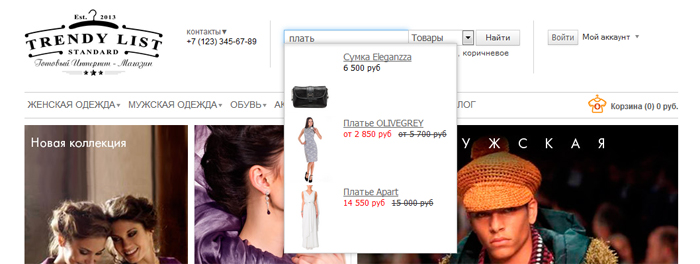 Est. 2013
TRENDY LIST
STANDARD
Готовый Интернет - Магазин
контакты
+7 (123) 345-67-89
плать
Товары
Найти
, коричневое
Войти
Мой аккаунт
Сумка Eleganzza
6 500 руб
Платье OLIVEGREY
от 2 850 руб от 5 700 руб
Платье Apart
14 550 руб 15 000 руб
ЖЕНСКАЯ ОДЕЖДА
МУЖСКАЯ ОДЕЖДА
ОБУВЬ
АК
ЛОГ
0
Корзина (0) 0 руб.
Новая коллекция
УЖСКАЯ